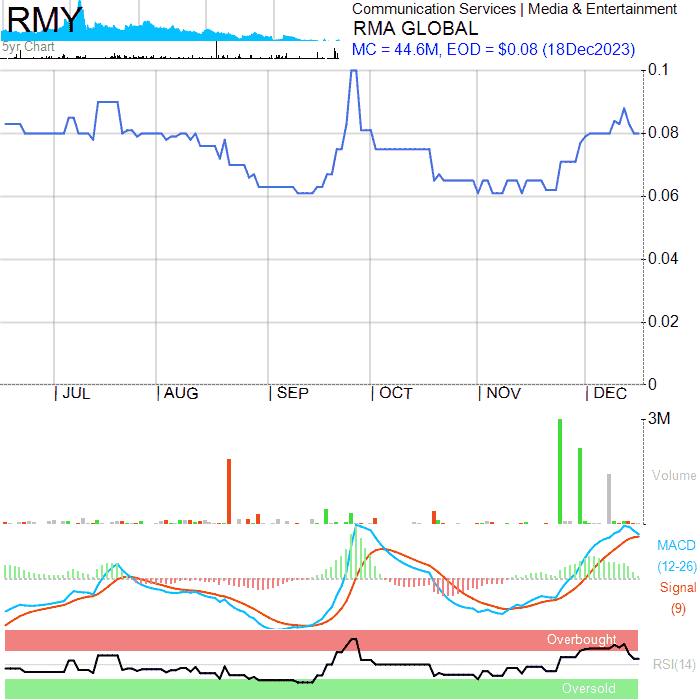 RMY
5yr Chart
Communication Services | Media & Entertainment
RMA GLOBAL
MC = 44.6M, EOD = $0.08 (18Dec2023)
0.1
0.08
0.06
0.04
0.02
0
JUL
AUG
SEP
OCT
NOV
DEC
3M
Volume
MACD
(12-26)
Signal
(9)
Overbought
RSI(14)
Oversold